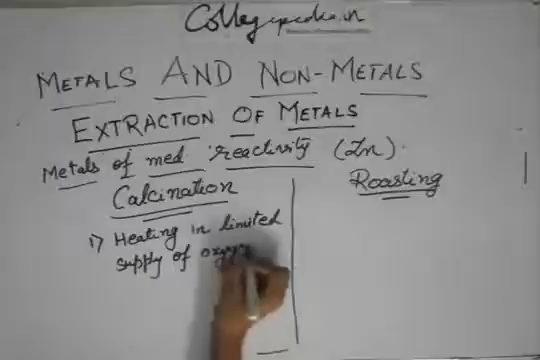 Collegepedia.in
METALS AND NON-METALS
EXTRACTION OF METALS
Metals of med reactivity (Zn).
Calcination
1) Heating in limited
supply of
Roasting